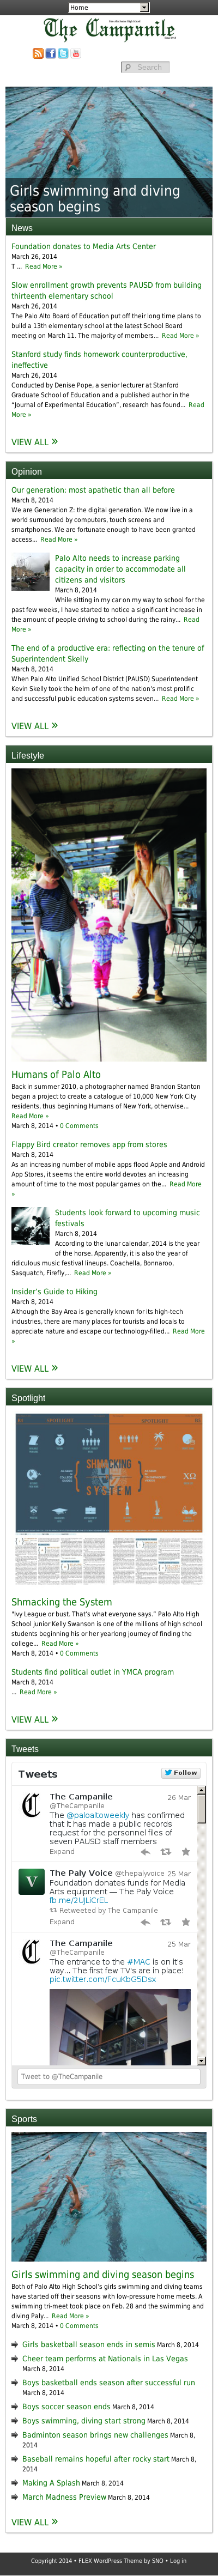 Home
The Campanile
Search
Girls swimming and diving
season begins
News
Foundation donates to Media Arts Center
March 26, 2014
T ... Read More »
Slow enrollment growth prevents PAUSD from building
thirteenth elementary school
March 26, 2014
The Palo Alto Board of Education put off their long time plans to
build a 13th elementary school at the latest School Board
meeting on March 11. The majority of members... Read More »
Stanford study finds homework counterproductive,
ineffective
March 26, 2014
Conducted by Denise Pope, a senior lecturer at Stanford
Graduate School of Education and a published author in the
"Journal of Experimental Education", research has found... Read
More »
VIEW ALL »
Opinion
Our generation: most apathetic than all before
March 8, 2014
We are Generation Z: the digital generation. We now live in a
world surrounded by computers, touch screens and
smartphones. We are fortunate enough to have been granted
access... Read More »
Palo Alto needs to increase parking
capacity in order to accommodate all
citizens and visitors
March 8, 2014
While sitting in my car on my way to school for the
past few weeks, I have started to notice a significant increase in
the amount of people driving to school during the rainy... Read
More »
The end of a productive era: reflecting on the tenure of
Superintendent Skelly
March 8, 2014
When Palo Alto Unified School District (PAUSD) Superintendent
Kevin Skelly took the helm of one of the nation's most prolific
and successful public education systems seven... Read More »
VIEW ALL »
Lifestyle
Humans of Palo Alto
Back in summer 2010, a photographer named Brandon Stanton
began a project to create a catalogue of 10,000 New York City
residents, thus beginning Humans of New York, otherwise...
Read More »
March 8, 2014 • 0 Comments
Flappy Bird creator removes app from stores
March 8, 2014
As an increasing number of mobile apps flood Apple and Android
App Stores, it seems the entire world devotes an increasing
amount of time to the most popular games on the... Read More
»
Students look forward to upcoming music
festivals
March 8, 2014
According to the lunar calendar, 2014 is the year
of the horse. Apparently, it is also the year of
ridiculous music festival lineups. Coachella, Bonnaroo,
Sasquatch, Firefly,... Read More »
Insider's Guide to Hiking
March 8, 2014
Although the Bay Area is generally known for its high-tech
industries, there are many places for tourists and locals to
appreciate nature and escape our technology-filled... Read More
»
VIEW ALL »
Spotlight
SHMACKING
THE
SYSTEM
Shmacking the System
"Ivy League or bust. That's what everyone says." Palo Alto High
School junior Kelly Swanson is one of the millions of high school
students beginning his or her yearlong journey of finding the
college... Read More »
March 8, 2014 • 0 Comments
Students find political outlet in YMCA program
March 8, 2014
... Read More »
VIEW ALL »
Tweets
Tweets
Follow
The Campanile 26 Mar
@TheCampanile
The @paloaltoweekly has confirmed
that it has made a public records
request for the personnel files of
seven PAUSD staff members
Expand
The Paly Voice @thepalyvoice 25 Mar
Foundation donates funds for Media
Arts equipment — The Paly Voice
fb.me/2UJLiCrEL
Retweeted by The Campanile
Expand
The Campanile 25 Mar
@TheCampanile
The entrance to the #MAC is on it's
way... The first few TV's are in place!
pic.twitter.com/FcuKbG5Dsx
Tweet to @TheCampanile
Sports
Girls swimming and diving season begins
Both of Palo Alto High School's girls swimming and diving teams
have started off their seasons with low-pressure home meets. A
swimming tri-meet took place on Feb. 28 and the swimming and
diving Paly... Read More »
March 8, 2014 • 0 Comments
Girls basketball season ends in semis March 8, 2014
Cheer team performs at Nationals in Las Vegas
March 8, 2014
Boys basketball ends season after successful run
March 8, 2014
Boys soccer season ends March 8, 2014
Boys swimming, diving start strong March 8, 2014
Badminton season brings new challenges March 8,
2014
Baseball remains hopeful after rocky start March 8,
2014
Making A Splash March 8, 2014
March Madness Preview March 8, 2014
VIEW ALL »
Copyright 2014 • FLEX WordPress Theme by SNO • Log in